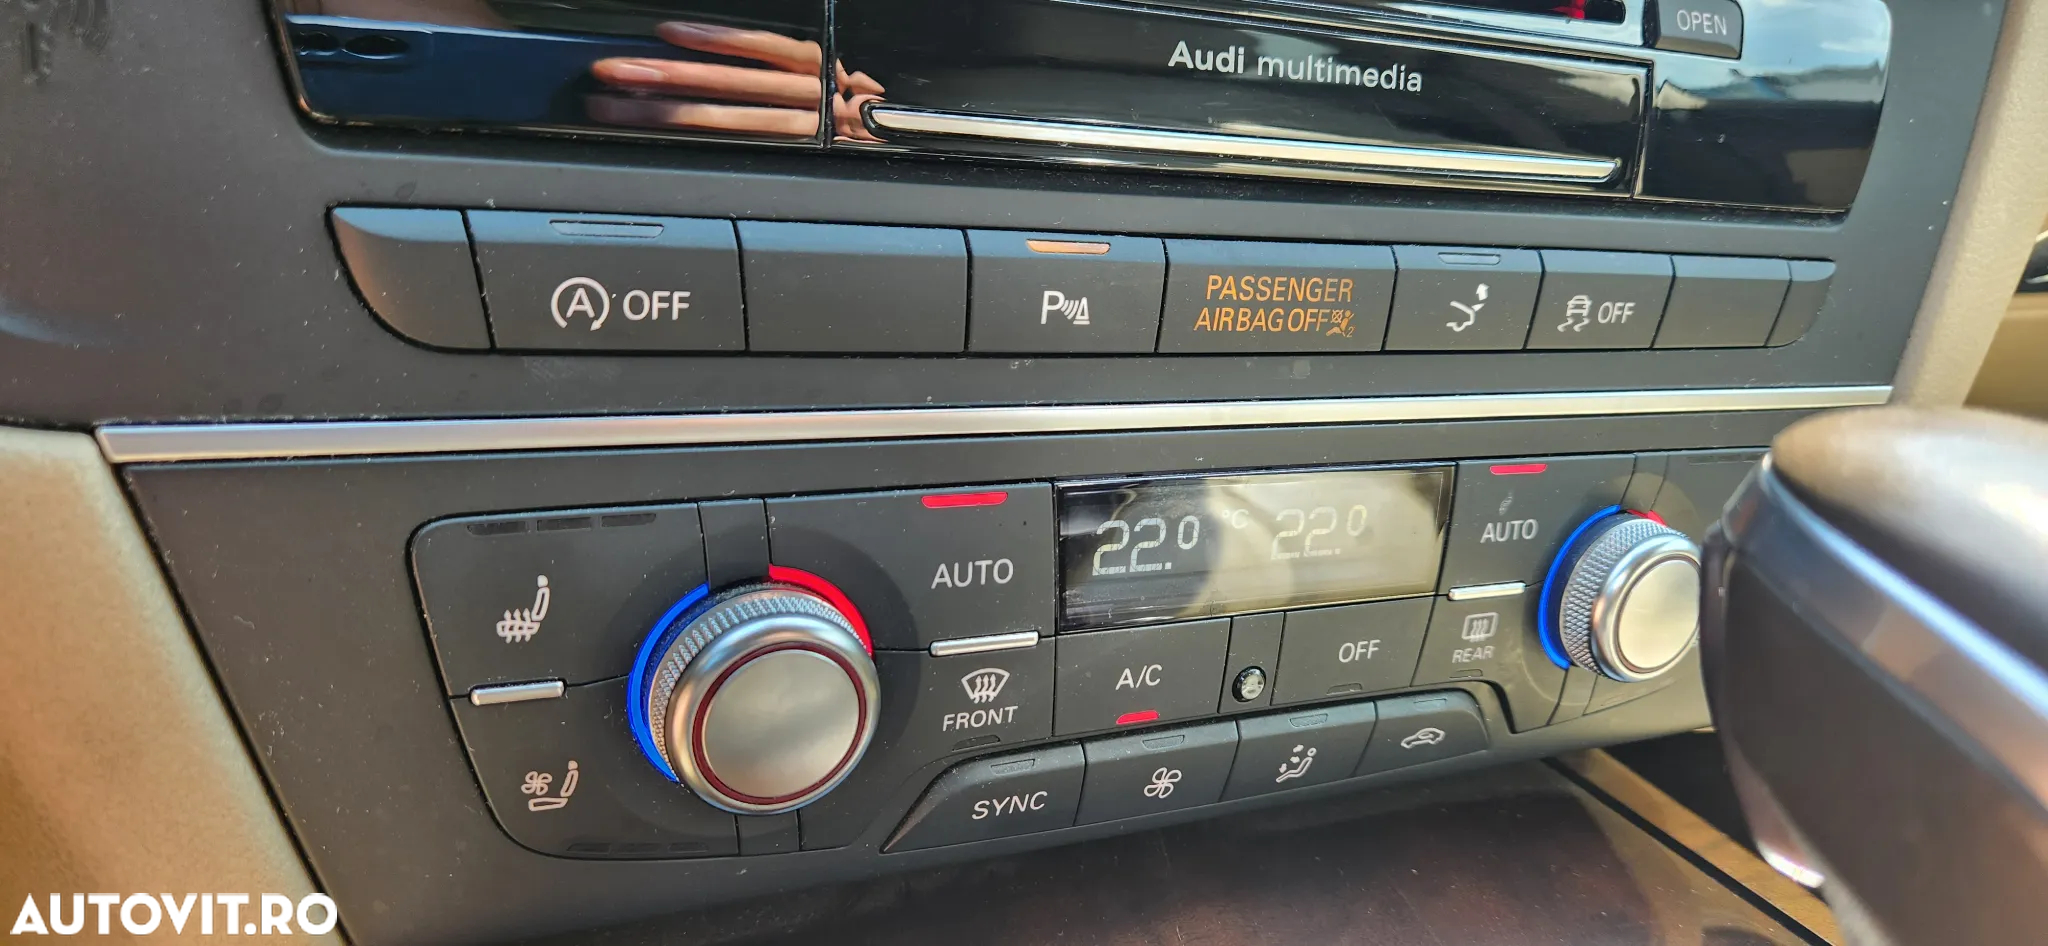 OPEN
Audi multimedia
A OFF
P
PASSENGER
AIRBAG OFF 2
OFF
AUTO
22.0 °C 22.0
AUTO
FRONT
A/C
OFF
REAR
SYNC
AUTOVIT.RO